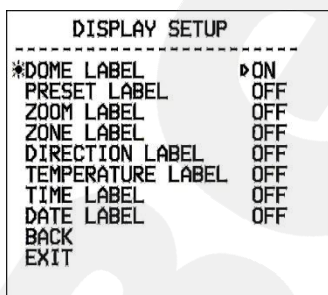 DISPLAY SETUP
DOME LABEL ON
PRESET LABEL OFF
ZOOM LABEL OFF
ZONE LABEL OFF
DIRECTION LABEL OFF
TEMPERATURE LABEL OFF
TIME LABEL OFF
DATE LABEL OFF
BACK
EXIT